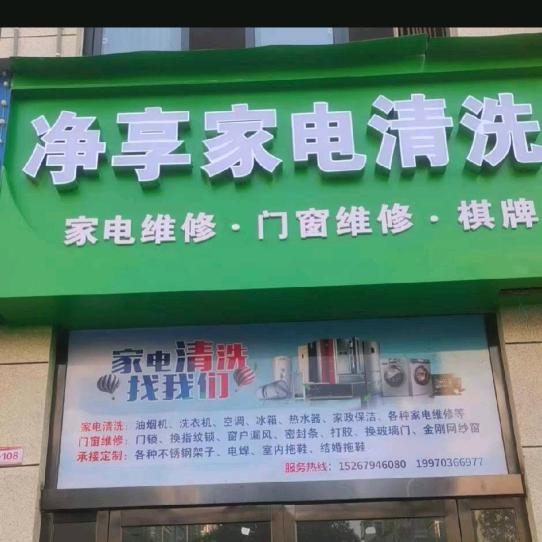 净享家电清洗
家电维修·门窗维修·棋牌
家电清洗
找我们
家电清洗：油烟机、洗衣机、空调、冰箱、热水器、家政保洁、各种家电维修等
门窗维修：门锁、换指纹锁、窗户漏风、密封条、打胶、换玻璃门、金刚网纱窗
承接定制：各种不锈钢架子、电焊、室内拖鞋、结婚拖鞋
服务热线：15267946080 19970366977
108